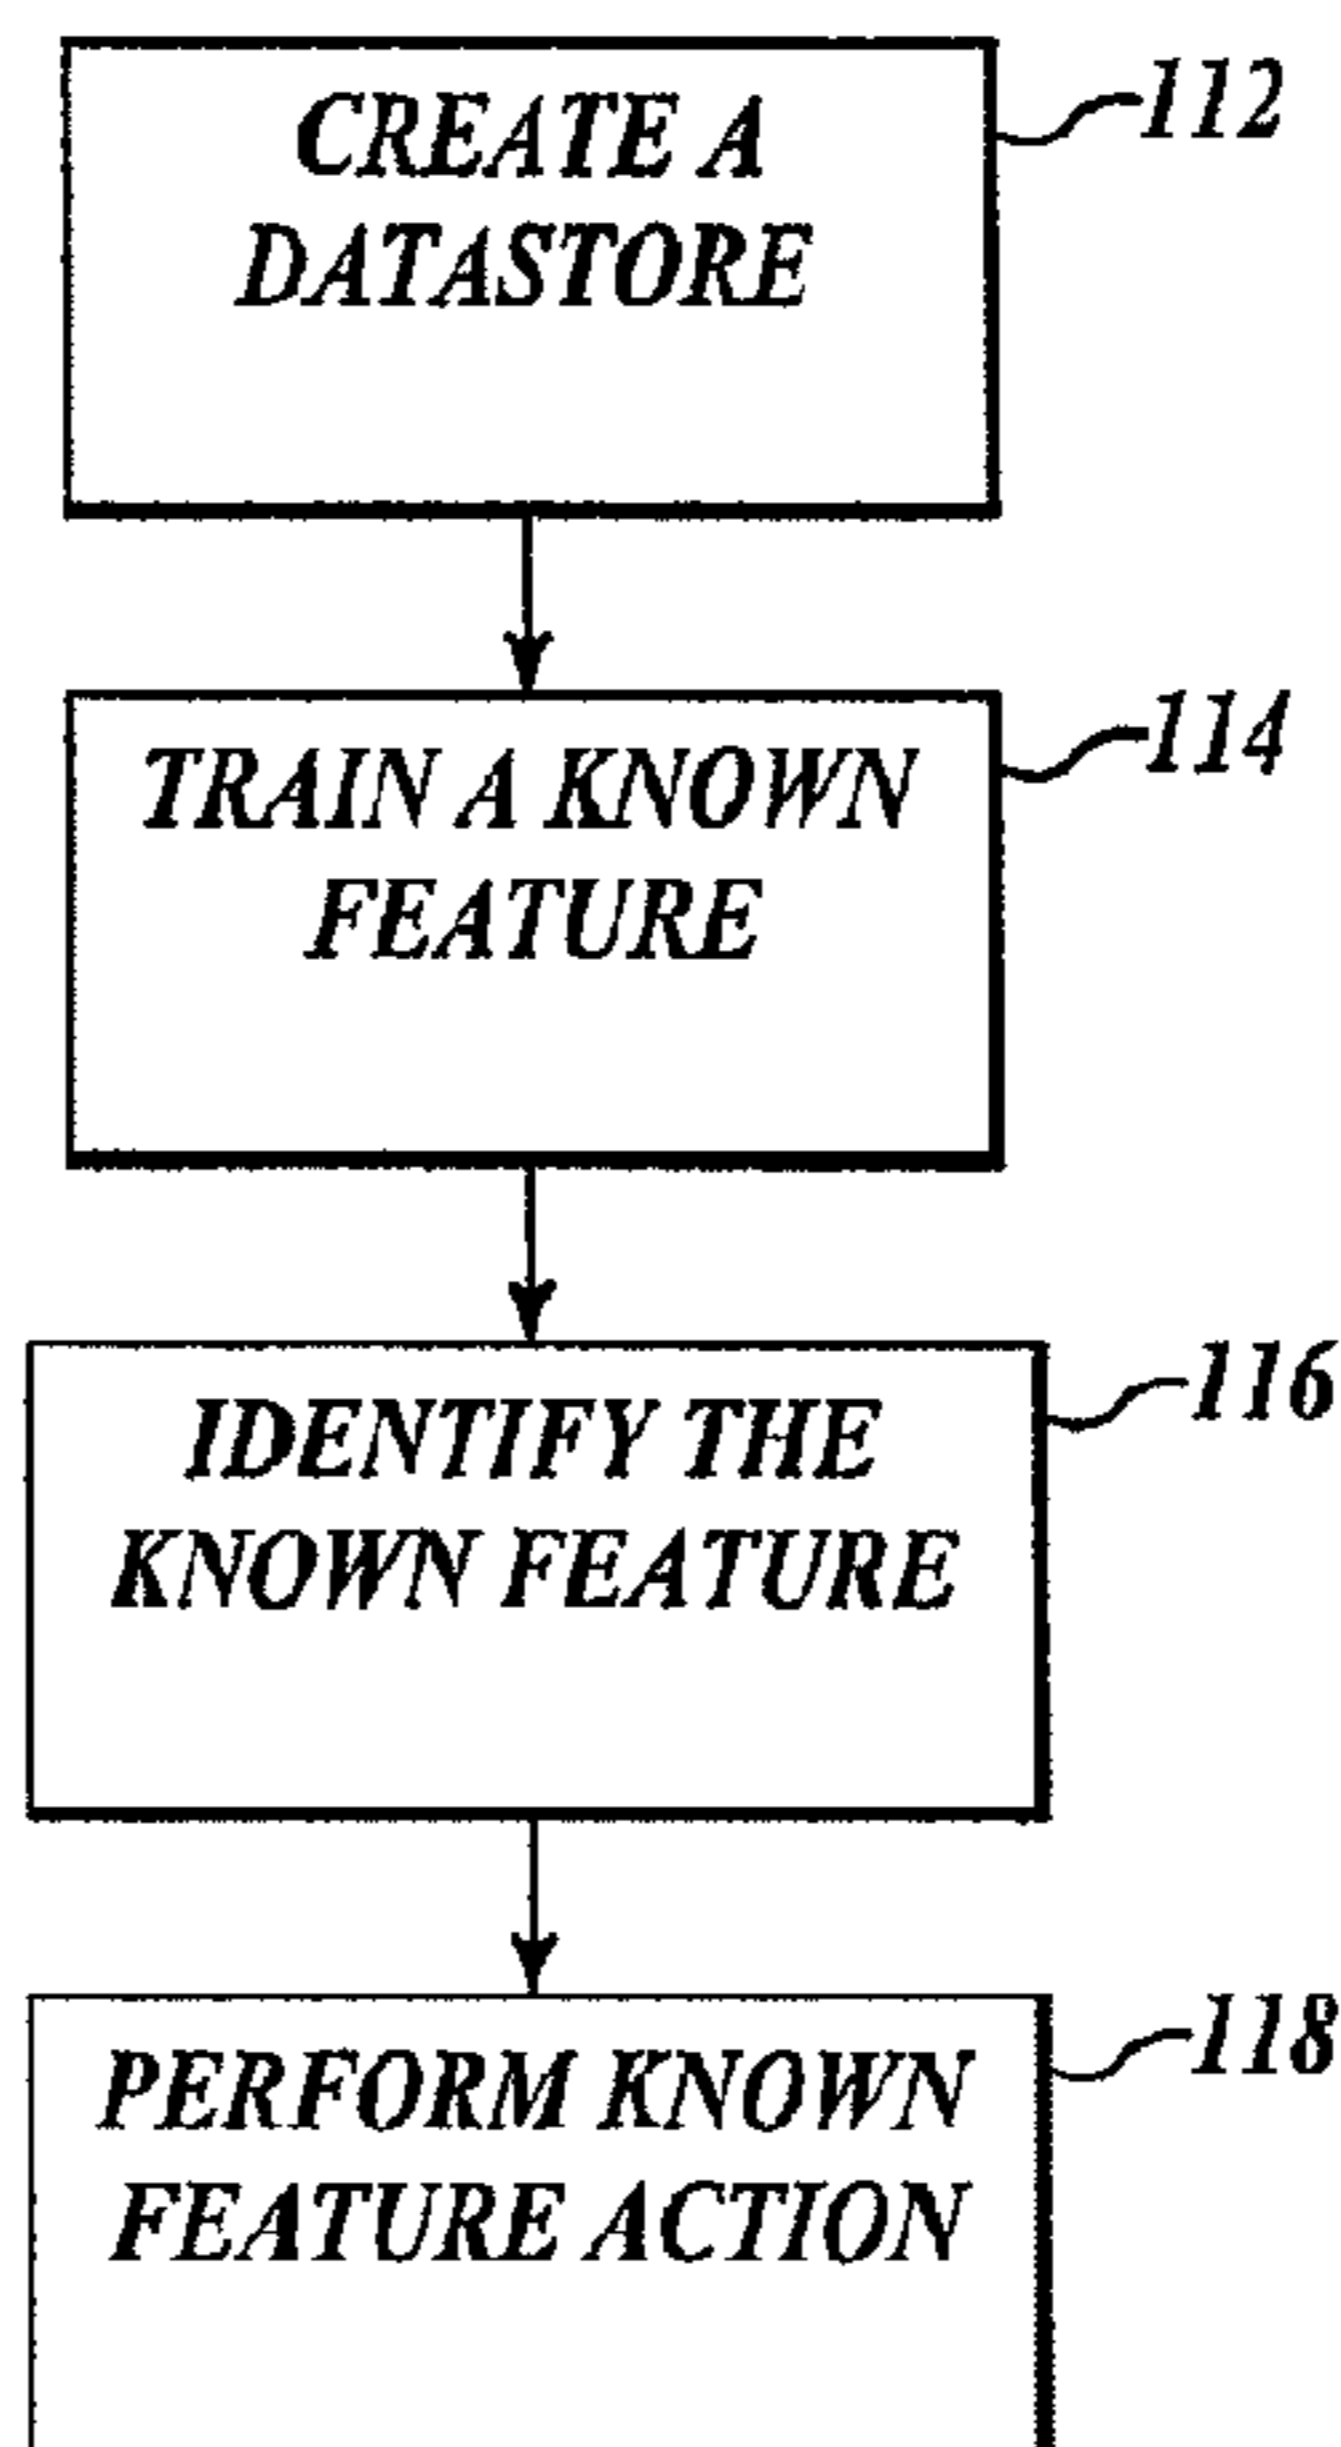 CREATE A
DATASTORE
112
TRAIN A KNOWN
FEATURE
114
IDENTIFY THE
KNOWN FEATURE
116
PERFORM KNOWN
FEATURE ACTION
118